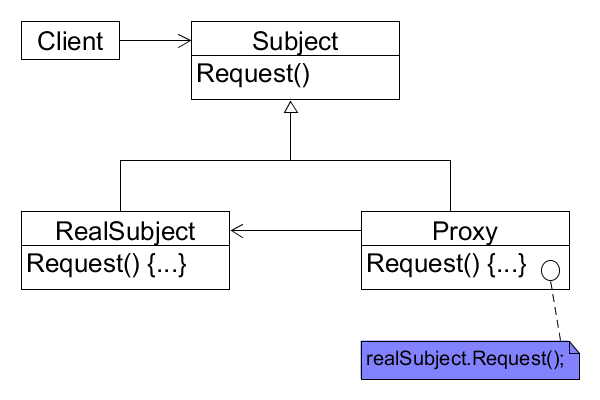 Client
Subject
Request()
RealSubject
Request() {...}
Proxy
Request() {...}
realSubject.Request();